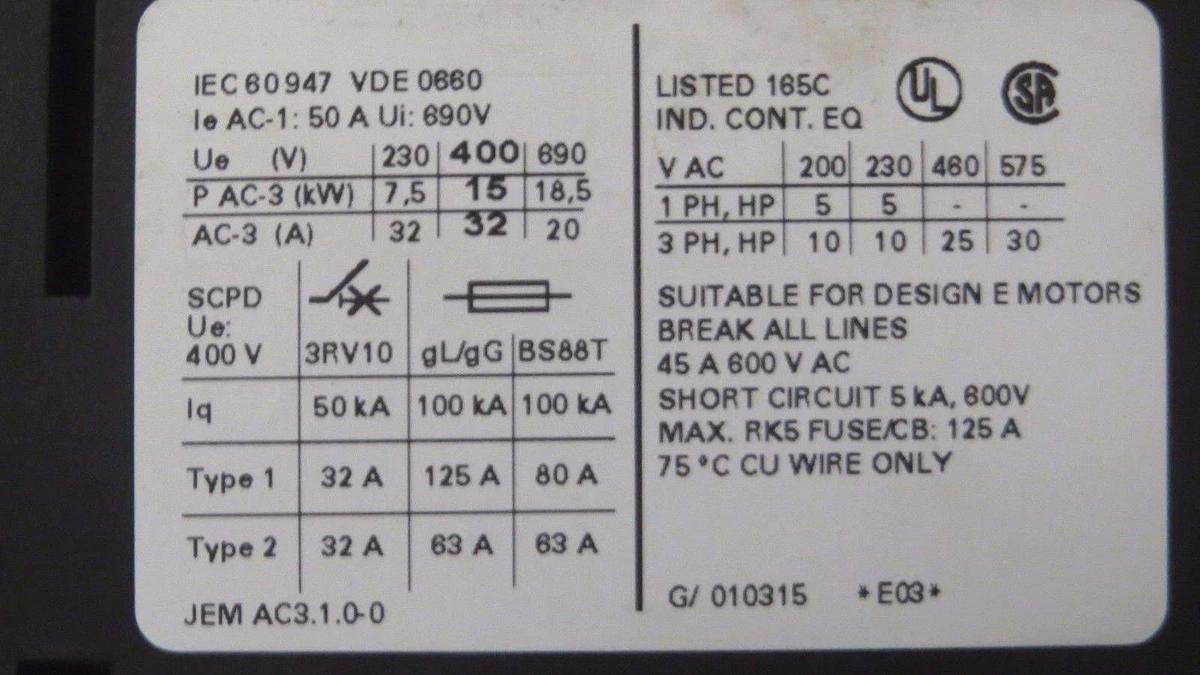 IEC 60947 VDE 0660
Ie AC-1: 50 A Ui: 690V
Ue (V) 230 400 690
P AC-3 (kW) 7,5 15 18,5
AC-3 (A) 32 32 20
SCPD
Ue:
400 V 3RV10 gL/gG BS88T
Iq 50 kA 100 kA 100 kA
Type 1 32 A 125 A 80 A
Type 2 32 A 63 A 63 A
JEM AC3.1.0-0
LISTED 165C
IND. CONT. EQ
UL
SA
V AC 200 230 460 575
1 PH, HP 5 5 - -
3 PH, HP 10 10 25 30
SUITABLE FOR DESIGN E MOTORS
BREAK ALL LINES
45 A 600 V AC
SHORT CIRCUIT 5 kA, 600V
MAX. RK5 FUSE/CB: 125 A
75 °C CU WIRE ONLY
G/ 010315 *E03*